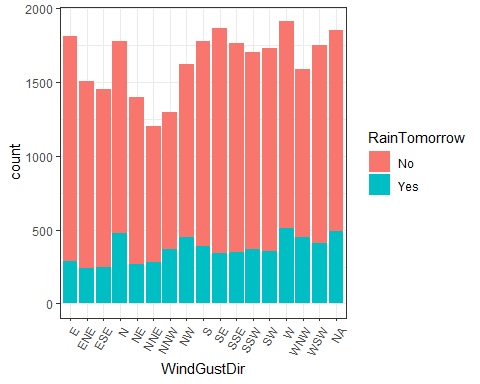 2000
1500
1000
500
0
count
E ENE ESE N NE NNE NNW NW S SE SSE SSW SW W WNW WSW NA
WindGustDir
RainTomorrow
No
Yes